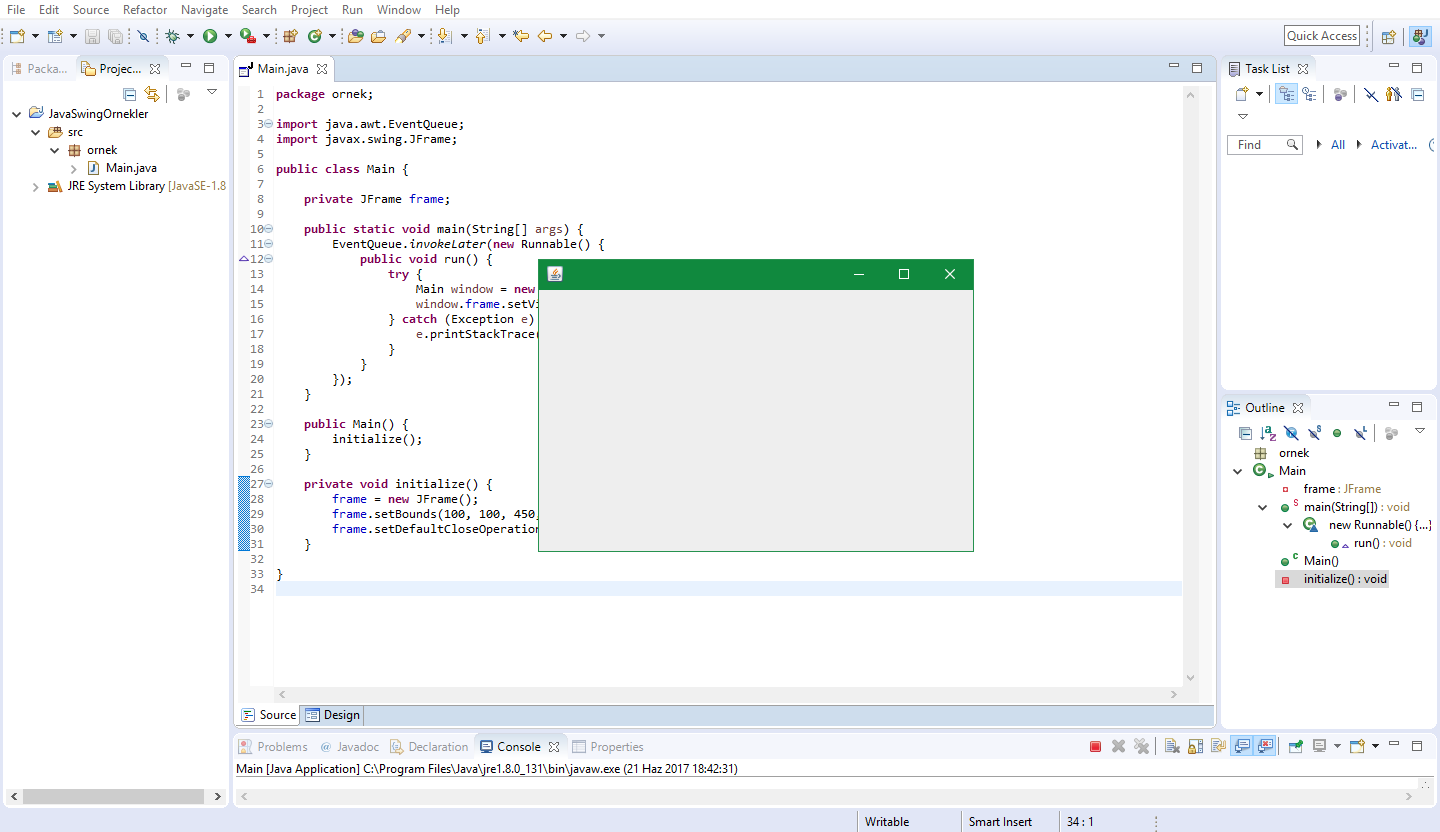 File Edit Source Refactor Navigate Search Project Run Window Help
Quick Access
Packa...
Projec...
JavaSwingOrnekler
src
ornek
Main.java
JRE System Library [JavaSE-1.8
Main.java
1 package ornek;
2
3 import java.awt.EventQueue;
4 import javax.swing.JFrame;
5
6 public class Main {
7
8 private JFrame frame;
9
10 public static void main(String[] args) {
11 EventQueue.invokeLater(new Runnable() {
12 public void run() {
13 try {
14 Main window = new
15 window.frame.setVi
16 } catch (Exception e)
17 e.printStackTrace(
18 }
19 }
20 });
21 }
22
23 public Main() {
24 initialize();
25 }
26
27 private void initialize() {
28 frame = new JFrame();
29 frame.setBounds(100, 100, 450,
30 frame.setDefaultCloseOperation
31 }
32
33 }
34
Source Design
Task List
Find All Activat...
Outline
ornek
Main
frame : JFrame
main(String[]) : void
new Runnable() {...}
run() : void
Main()
initialize() : void
Problems @ Javadoc Declaration Console Properties
Main [Java Application] C:\Program Files\Java\jre1.8.0_131\bin\javaw.exe (21 Haz 2017 18:42:31)
Writable Smart Insert 34 : 1